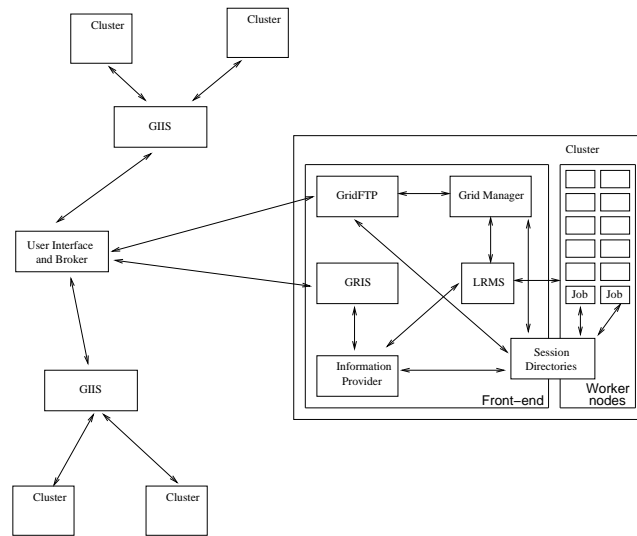 Cluster
Cluster
GIIS
Cluster
GridFTP
Grid Manager
User Interface
and Broker
GRIS
LRMS
Job
Job
Information
Provider
Session
Directories
Front-end
Worker
nodes
GIIS
Cluster
Cluster